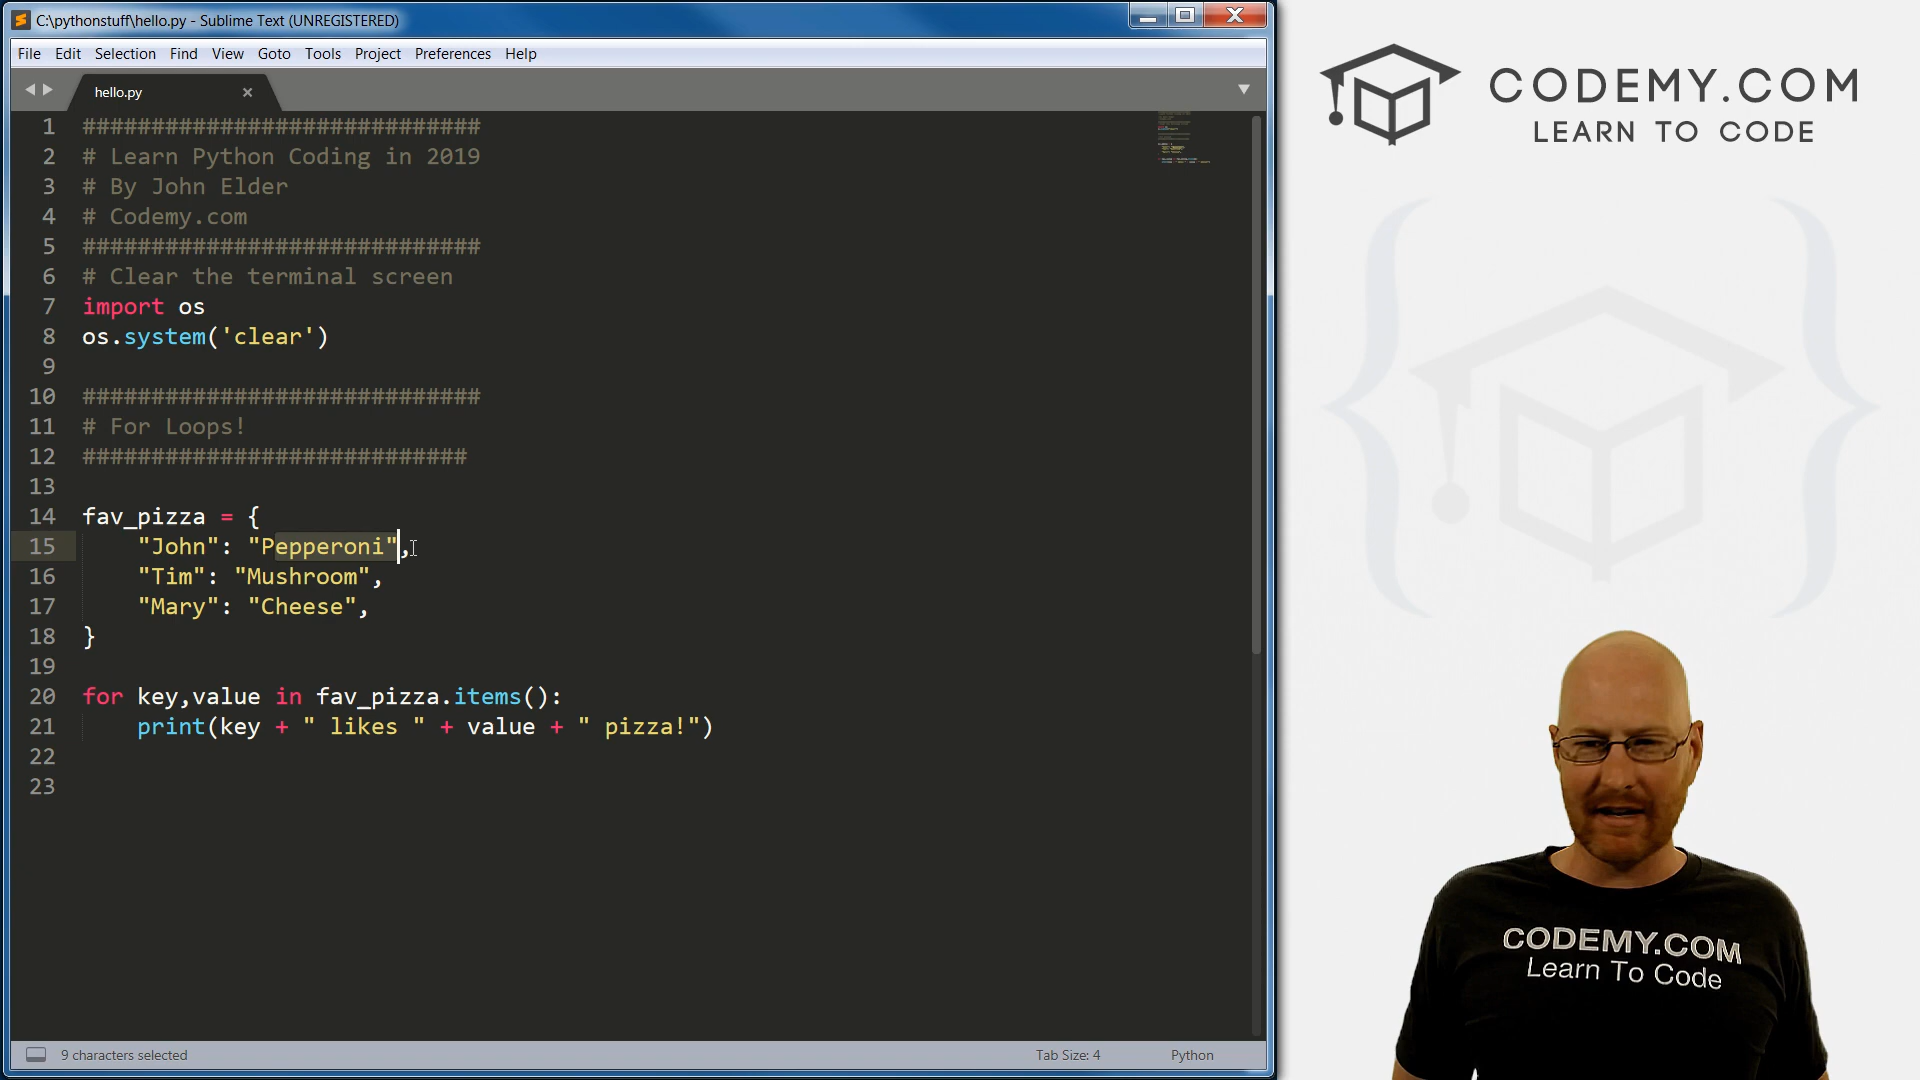 C:\pythonstuff\hello.py - Sublime Text (UNREGISTERED)
File Edit Selection Find View Goto Tools Project Preferences Help
hello.py
1 #############################
2 # Learn Python Coding in 2019
3 # By John Elder
4 # Codemy.com
5 #############################
6 # Clear the terminal screen
7 import os
8 os.system('clear')
9
10 #############################
11 # For Loops!
12 ############################
13
14 fav_pizza = {
15 "John": "Pepperoni",
16 "Tim": "Mushroom",
17 "Mary": "Cheese",
18 }
19
20 for key,value in fav_pizza.items():
21 print(key + " likes " + value + " pizza!")
22
23
9 characters selected
Tab Size: 4
Python
CODEMY.COM
LEARN TO CODE
CODEMY.COM
Learn To Code